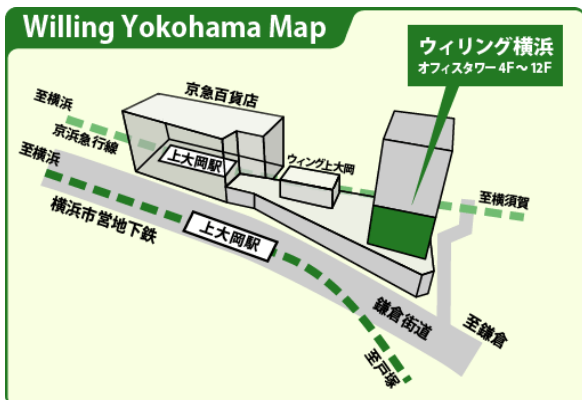 Willing Yokohama Map
ウィリング横浜
オフィスタワー 4F〜12F
京急百貨店
至横浜
京浜急行線
上大岡駅
ウィング上大岡
至横浜
至横須賀
横浜市営地下鉄
上大岡駅
鎌倉街道
至鎌倉
至戸塚